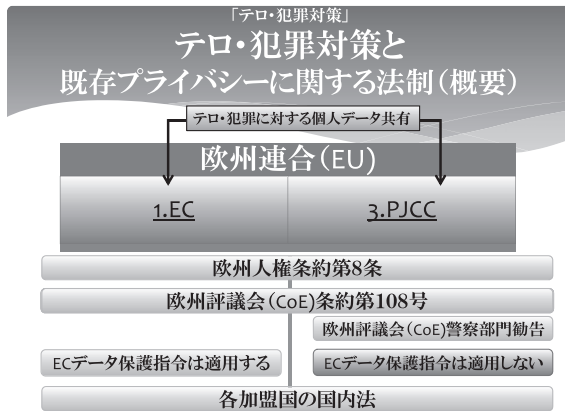 「テロ・犯罪対策」
テロ・犯罪対策と
既存プライバシーに関する法制（概要）
テロ・犯罪に対する個人データ共有
欧州連合（EU）
1.EC
3.PJCC
欧州人権条約第8条
欧州評議会（CoE）条約第108号
欧州評議会（CoE）警察部門勧告
ECデータ保護指令は適用する
ECデータ保護指令は適用しない
各加盟国の国内法